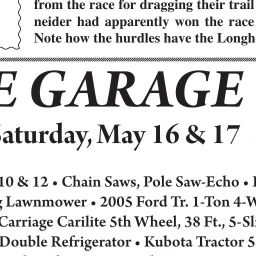 from the race for dragging their trail
neider had apparently won the race
Note how the hurdles have the Longh
E GARAGE
Saturday, May 16 & 17
10 & 12 • Chain Saws, Pole Saw-Echo •
Lawnmower • 2005 Ford Tr. 1-Ton 4-W
Carriage Carilite 5th Wheel, 38 Ft., 5-Sli
Double Refrigerator • Kubota Tractor 5